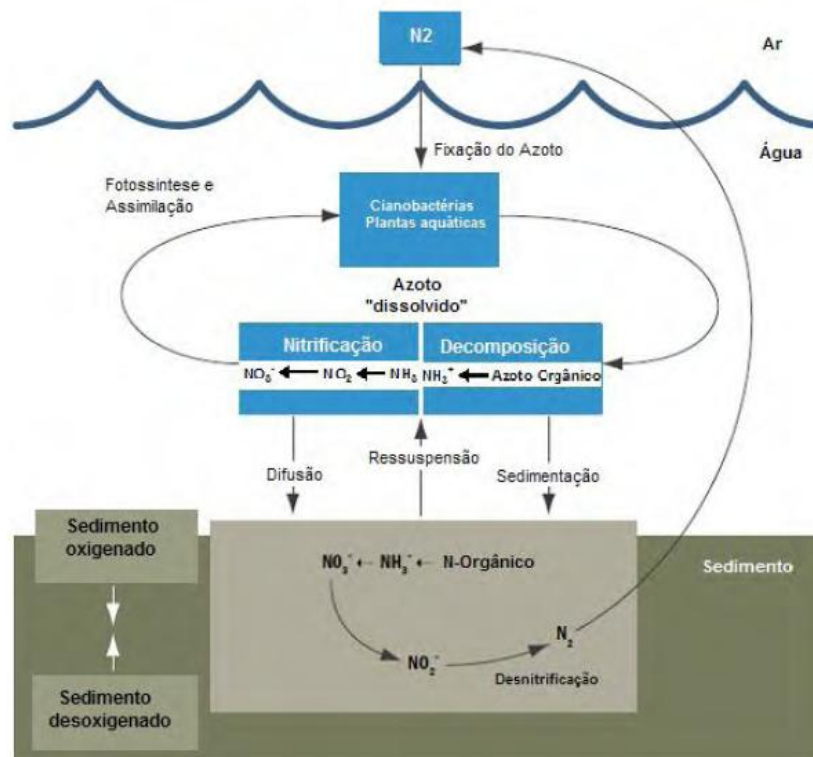 N2
Ar
Fixação do Azoto
Água
Fotossintese e
Assimilação
Cianobactérias
Plantas aquáticas
Azoto
"dissolvido"
Nitrificação
Decomposição
NO₃⁻ ← NO₂ ← NH₃ NH₃⁺ ← Azoto Orgânico
Difusão
Ressuspensão
Sedimentação
Sedimento
oxigenado
NO₃⁻ ← NH₃⁻ ← N-Orgânico
Sedimento
N₂
NO₂⁻
Desnitrificação
Sedimento
desoxigenado